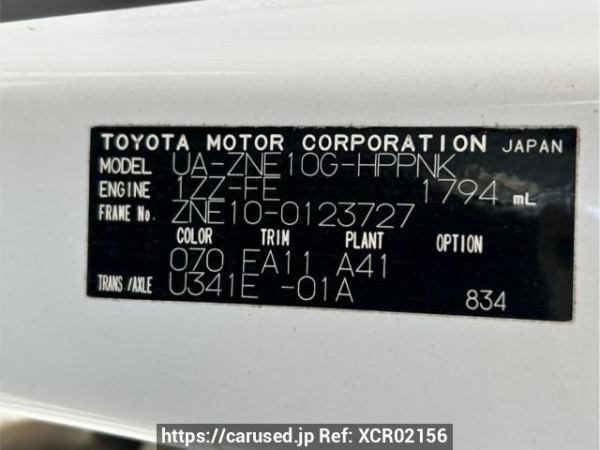 TOYOTA MOTOR CORPORATION JAPAN
MODEL UA-ZNE10G-HPPNK
ENGINE 1ZZ-FE 1794 mL
FRAME No. ZNE10-0123727
COLOR TRIM PLANT OPTION
070 FA11 A41
TRANS./AXLE U341E -01A 834
https://carused.jp Ref: XCR02156